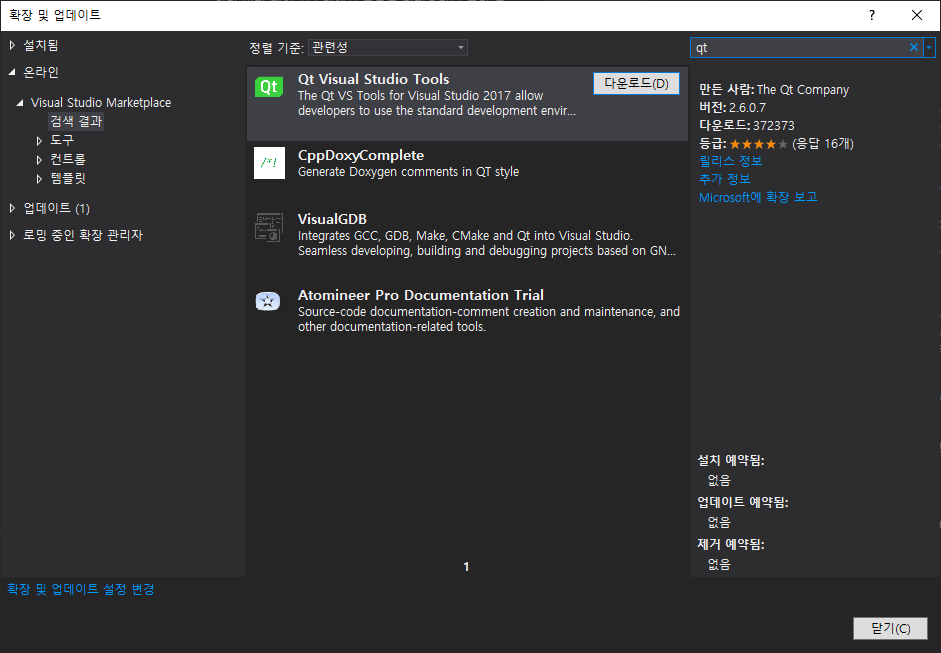 확장 및 업데이트
?
설치됨
온라인
Visual Studio Marketplace
검색 결과
도구
컨트롤
템플릿
업데이트 (1)
로밍 중인 확장 관리자
정렬 기준: 관련성
Qt
Qt Visual Studio Tools
다운로드(D)
The Qt VS Tools for Visual Studio 2017 allow
developers to use the standard development envir...
/*!
CppDoxyComplete
Generate Doxygen comments in QT style
VisualGDB
Integrates GCC, GDB, Make, CMake and Qt into Visual Studio.
Seamless developing, building and debugging projects based on GN...
Atomineer Pro Documentation Trial
Source-code documentation-comment creation and maintenance, and
other documentation-related tools.
1
qt
만든 사람: The Qt Company
버전: 2.6.0.7
다운로드: 372373
등급: ★★★★★ (응답 16개)
릴리스 정보
추가 정보
Microsoft에 확장 보고
설치 예약됨:
없음
업데이트 예약됨:
없음
제거 예약됨:
없음
확장 및 업데이트 설정 변경
닫기(C)